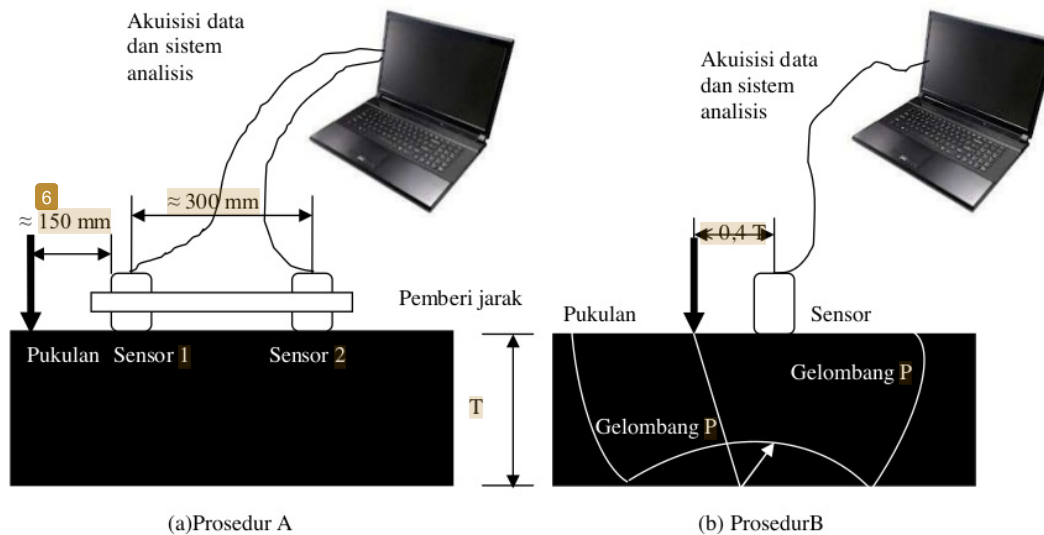 Akuisisi data
dan sistem
analisis
6
≈ 150 mm
≈ 300 mm
Pukulan
Sensor 1
Sensor 2
Pemberi jarak
T
(a)Prosedur A
Akuisisi data
dan sistem
analisis
< 0,4 T
Pukulan
Sensor
Gelombang P
Gelombang P
(b) ProsedurB